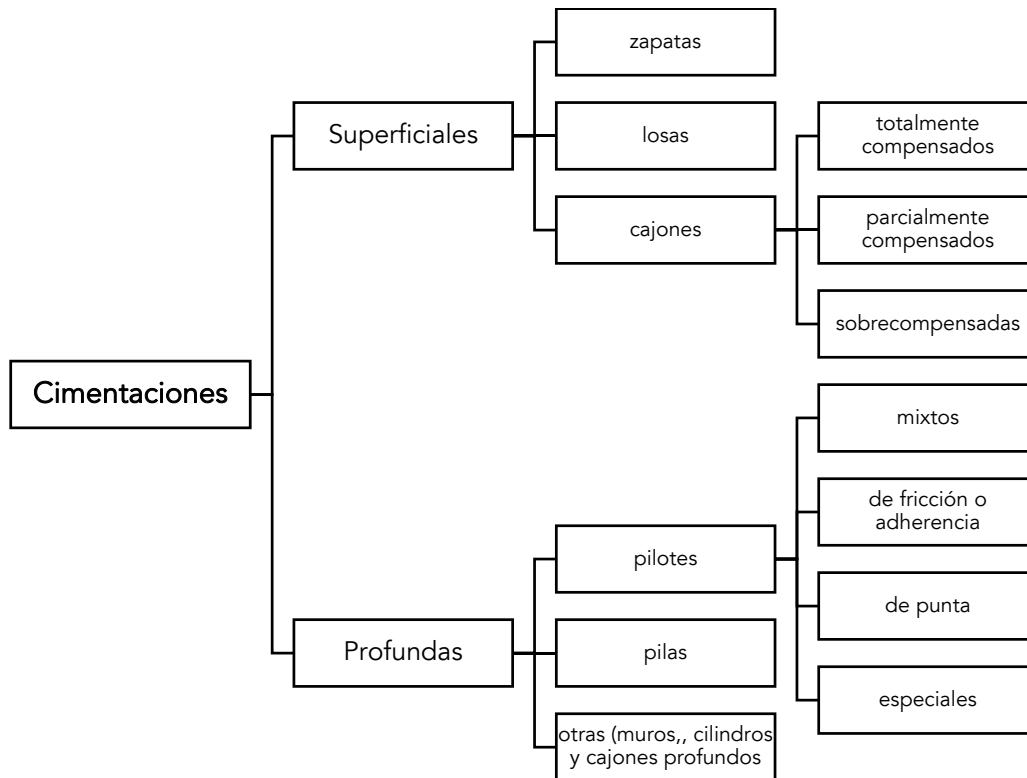 zapatas
Superficiales
losas
totalmente
compensados
cajones
parcialmente
compensados
sobrecompensadas
Cimentaciones
mixtos
de fricción o
adherencia
pilotes
de punta
Profundas
pilas
especiales
otras (muros,, cilindros
y cajones profundos